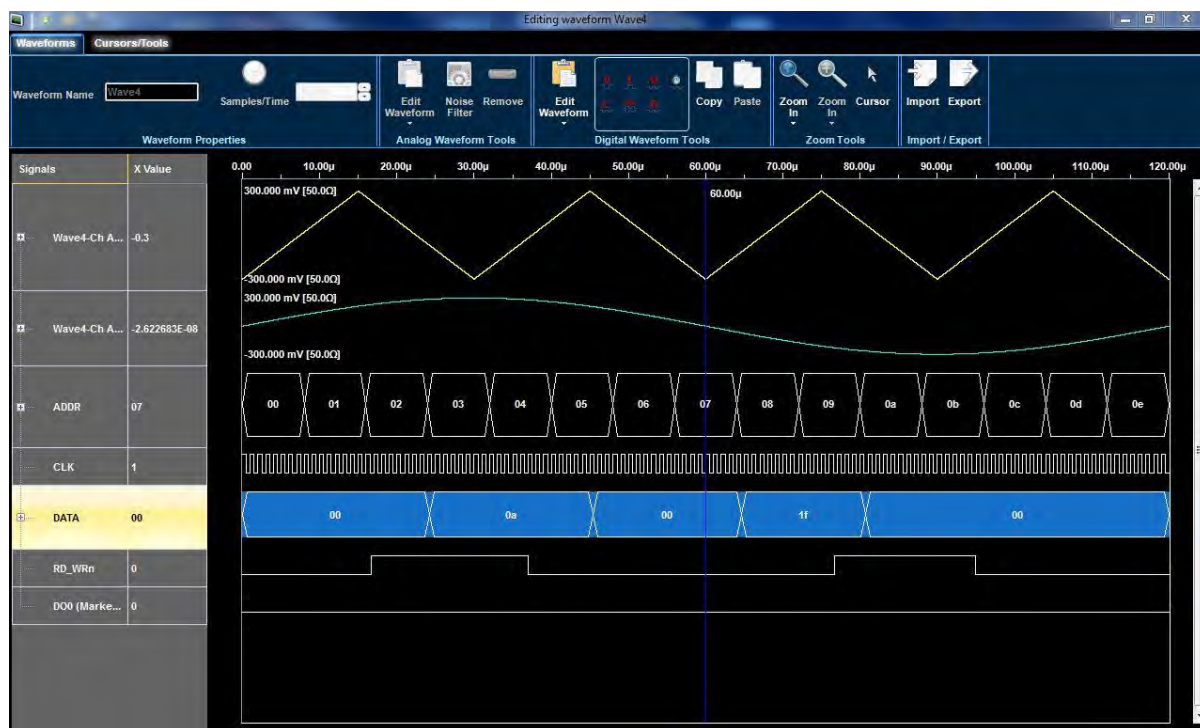 Editing waveform Wave4
Waveforms Cursors/Tools
Waveform Name Wave4 Samples/Time
Edit Waveform Noise Filter Remove
Edit Waveform Copy Paste
Zoom In Zoom In Cursor Import Export
Waveform Properties Analog Waveform Tools Digital Waveform Tools Zoom Tools Import / Export
Signals X Value 0.00 10.00µ 20.00µ 30.00µ 40.00µ 50.00µ 60.00µ 70.00µ 80.00µ 90.00µ 100.00µ 110.00µ 120.00µ
300.000 mV [50.0Ω] 60.00µ
Wave4-Ch A... -0.3
-300.000 mV [50.0Ω]
300.000 mV [50.0Ω]
Wave4-Ch A... -2.622683E-08
-300.000 mV [50.0Ω]
ADDR 07 00 01 02 03 04 05 06 07 08 09 0a 0b 0c 0d 0e
CLK 1
DATA 00 00 0a 00 1f 00
RD_WRn 0
DO0 (Marke... 0